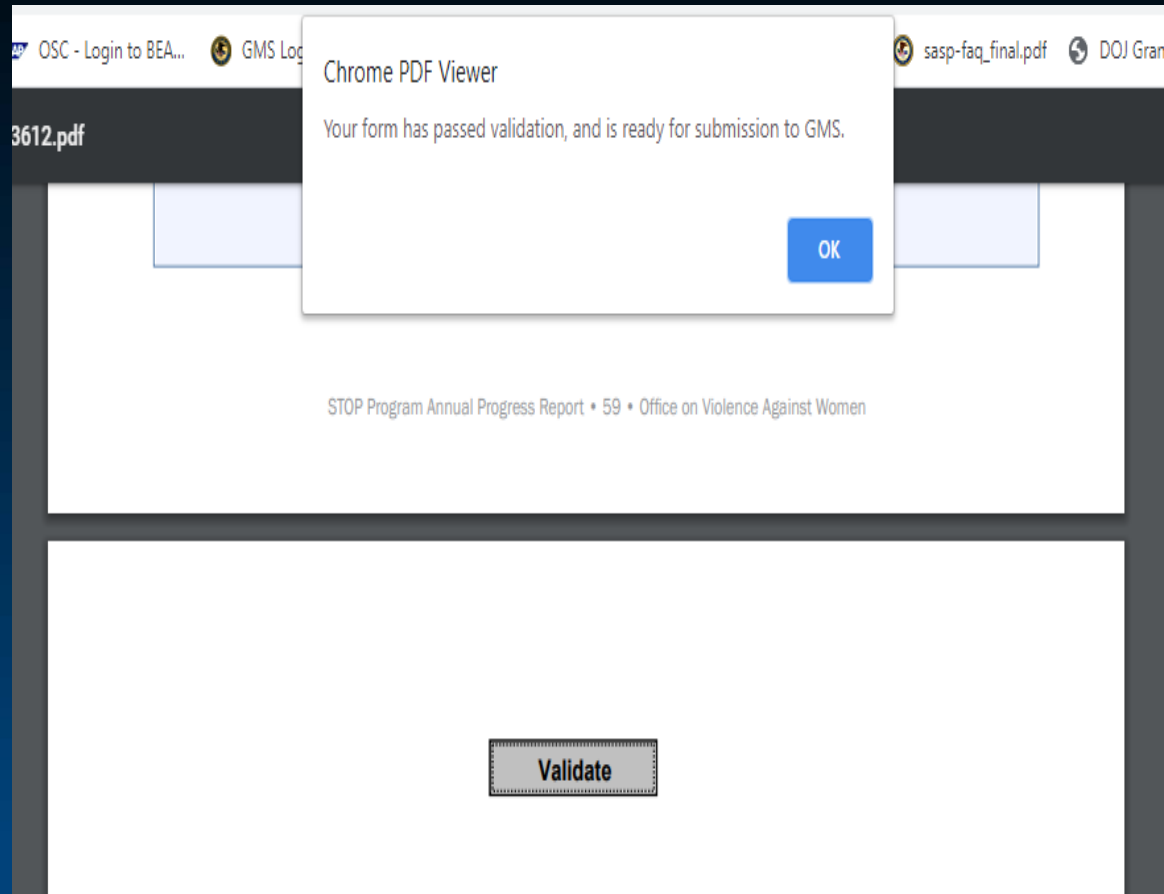 OSC - Login to BEA... GMS Log sasp-faq_final.pdf DOJ Gran
Chrome PDF Viewer
3612.pdf
Your form has passed validation, and is ready for submission to GMS.
OK
STOP Program Annual Progress Report • 59 • Office on Violence Against Women
Validate